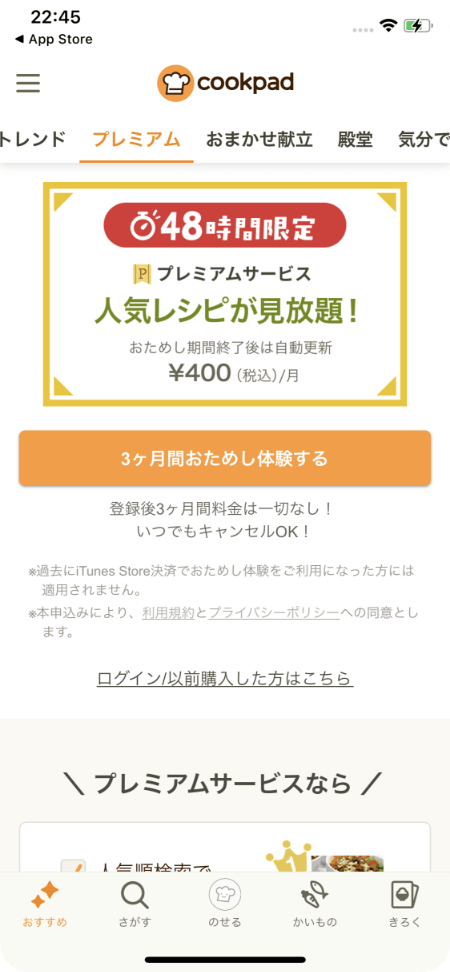 22:45
◀ App Store
cookpad
トレンド プレミアム おまかせ献立 殿堂 気分で
48時間限定
P プレミアムサービス
人気レシピが見放題！
おためし期間終了後は自動更新
¥400（税込）/月
3ヶ月間おためし体験する
登録後3ヶ月間料金は一切なし！
いつでもキャンセルOK！
※過去にiTunes Store決済でおためし体験をご利用になった方には
適用されません。
※本申込みにより、利用規約とプライバシーポリシーへの同意とし
ます。
ログイン/以前購入した方はこちら
＼ プレミアムサービスなら ／
人気順検索で
おすすめ さがす のせる かいもの きろく